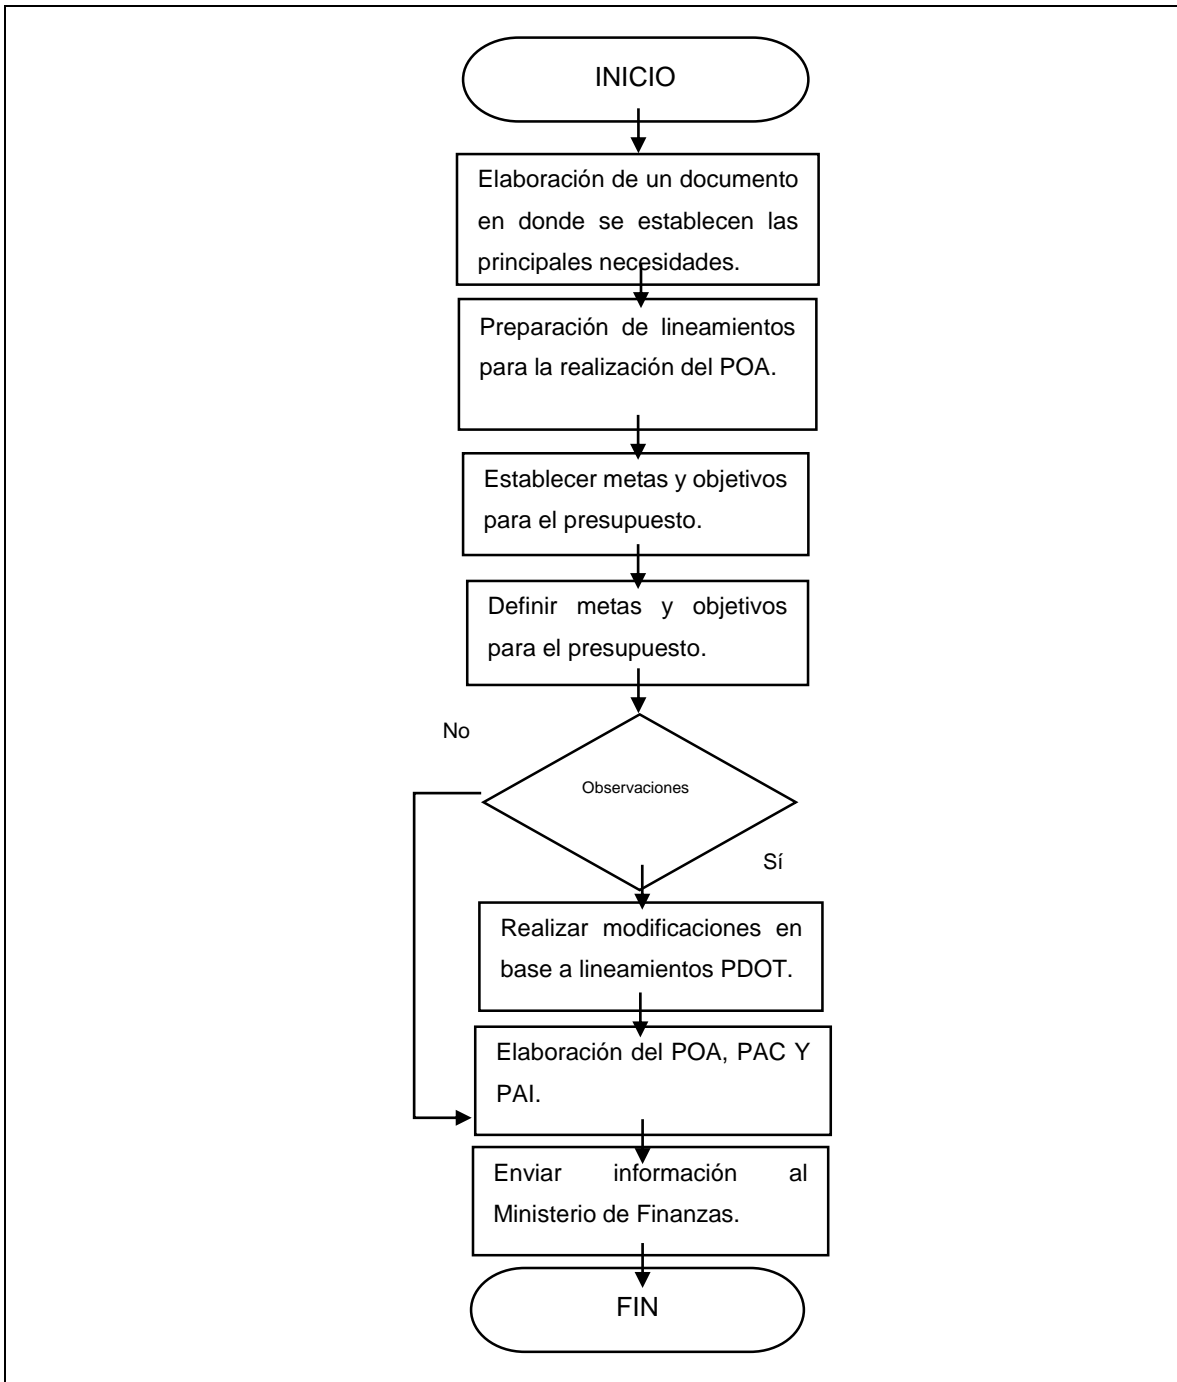 INICIO
Elaboración de un documento
en donde se establecen las
principales necesidades.
Preparación de lineamientos
para la realización del POA.
Establecer metas y objetivos
para el presupuesto.
Definir metas y objetivos
para el presupuesto.
No
Observaciones
Sí
Realizar modificaciones en
base a lineamientos PDOT.
Elaboración del POA, PAC Y
PAI.
Enviar información al
Ministerio de Finanzas.
FIN